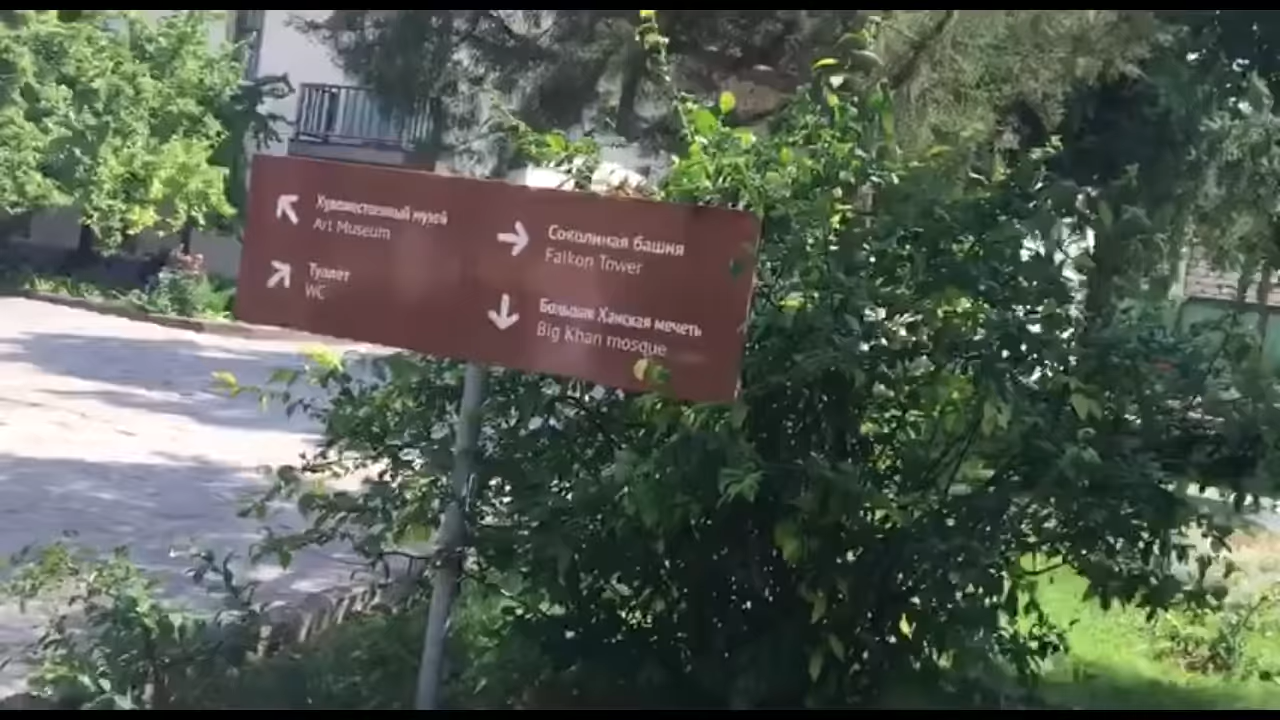 Художественный музей
Art Museum
Туалет
WC
Соколиная башня
Falkon Tower
Большая Ханская мечеть
Big Khan mosque